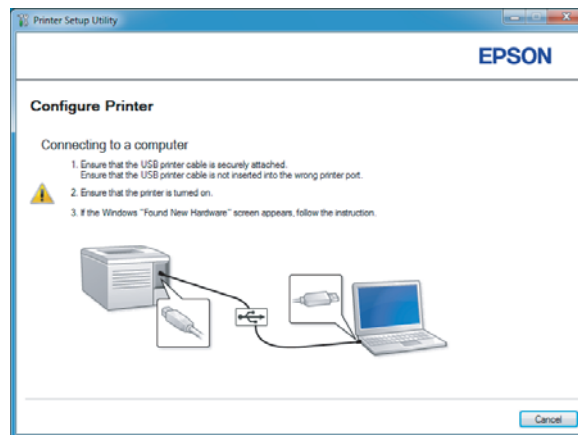 Printer Setup Utility
EPSON
Configure Printer
Connecting to a computer
1. Ensure that the USB printer cable is securely attached.
Ensure that the USB printer cable is not inserted into the wrong printer port.
2. Ensure that the printer is turned on.
3. If the Windows "Found New Hardware" screen appears, follow the instruction.
Cancel